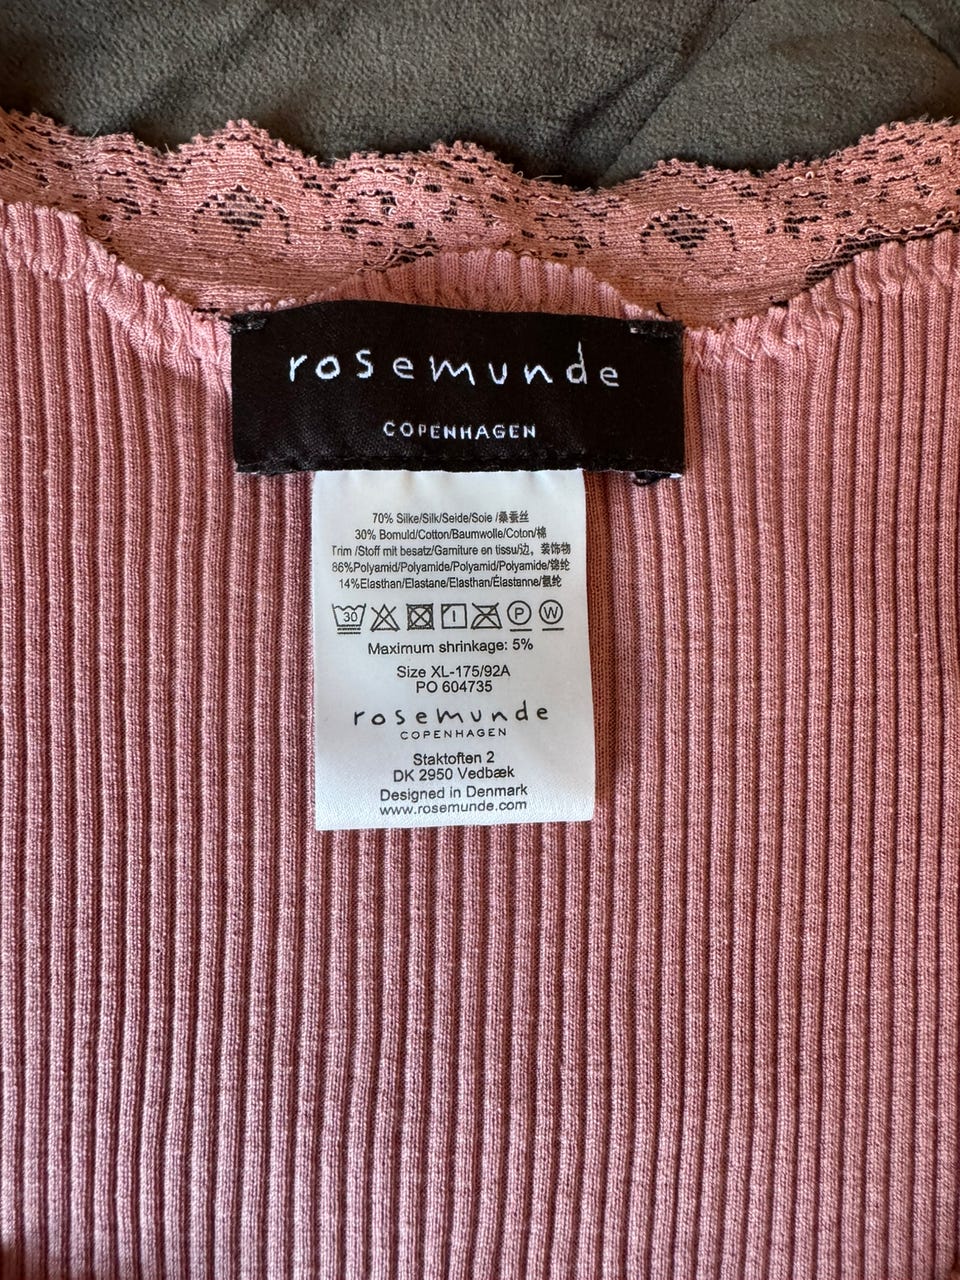 rosemunde
COPENHAGEN
70% Silke/Silk/Seide/Soie /桑蚕丝
30% Bomuld/Cotton/Baumwolle/Coton/棉
Trim /Stoff mit besatz/Garniture en tissu/边，装饰物
86%Polyamid/Polyamide/Polyamid/Polyamide/锦纶
14%Elasthan/Elastane/Elasthan/Élastanne/氨纶
30 I P W
Maximum shrinkage: 5%
Size XL-175/92A
PO 604735
rosemunde
COPENHAGEN
Staktoften 2
DK 2950 Vedbæk
Designed in Denmark
www.rosemunde.com